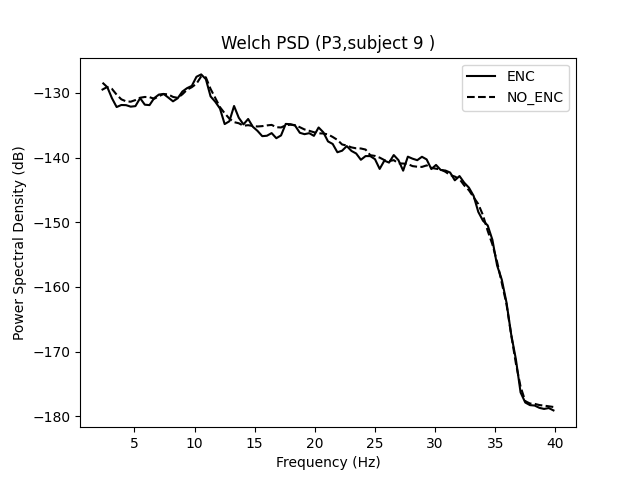 Welch PSD (P3,subject 9 )
ENC
NO_ENC
Power Spectral Density (dB)
−130
−140
−150
−160
−170
−180
5 10 15 20 25 30 35 40
Frequency (Hz)